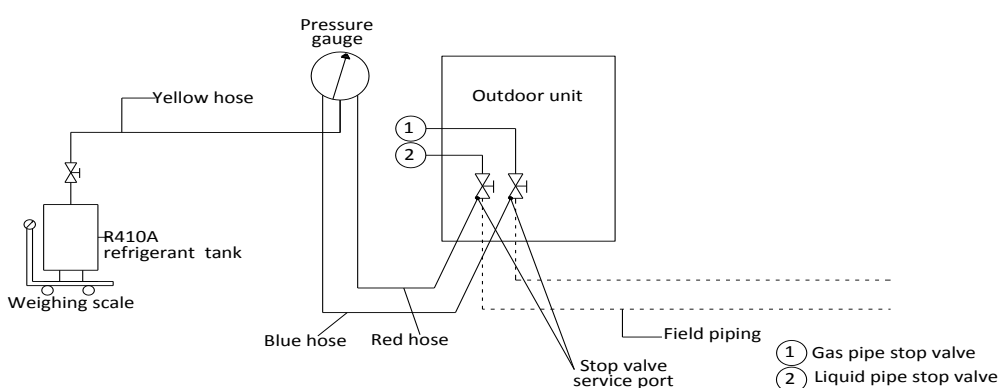 Pressure
gauge
Yellow hose
Outdoor unit
1
2
R410A
refrigerant tank
Weighing scale
Blue hose
Red hose
Field piping
Stop valve
service port
1 Gas pipe stop valve
2 Liquid pipe stop valve